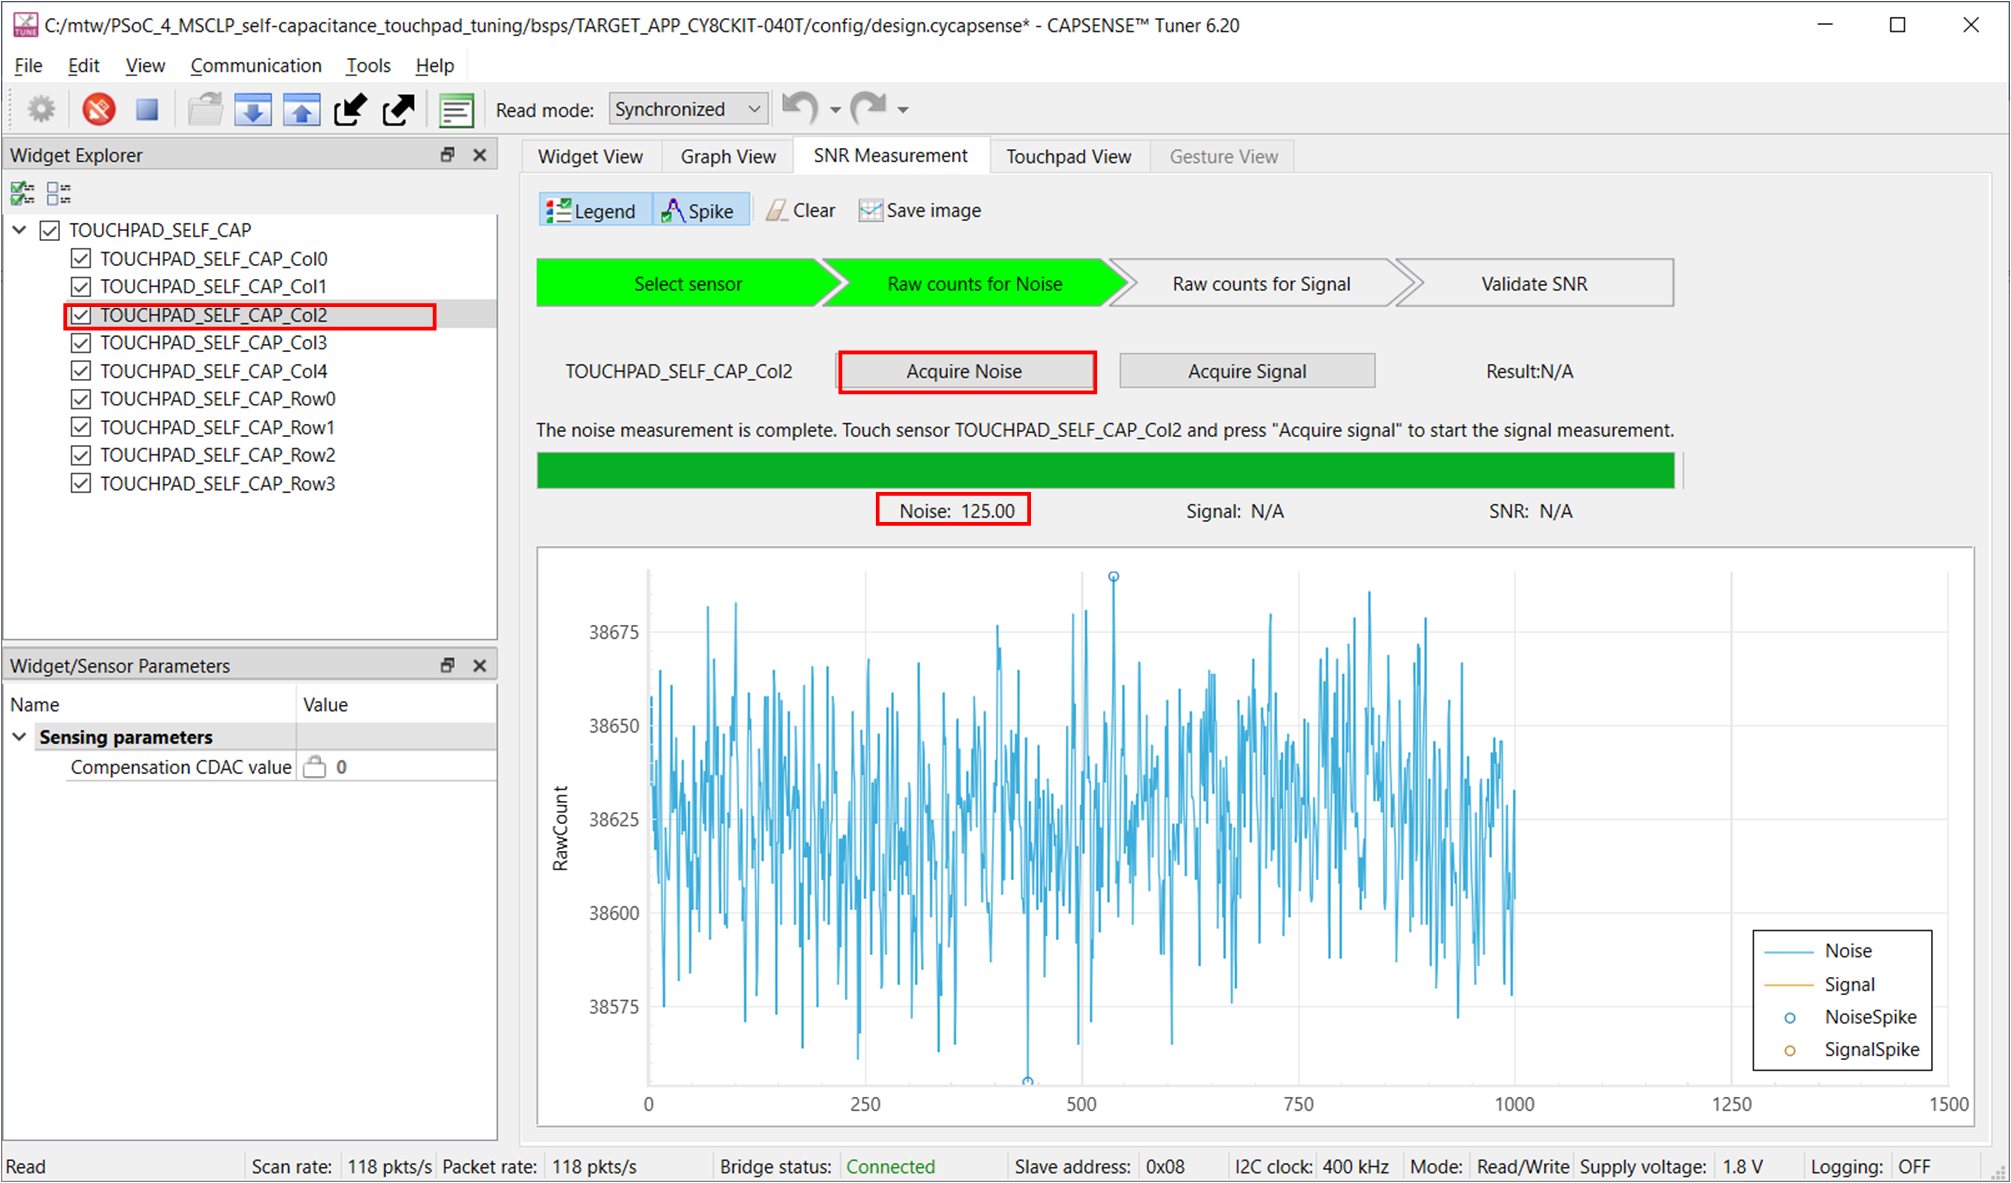 C:/mtw/PSoC_4_MSCLP_self-capacitance_touchpad_tuning/bsps/TARGET_APP_CY8CKIT-040T/config/design.cycapsense* - CAPSENSE™ Tuner 6.20
File Edit View Communication Tools Help
TUNE
Read mode: Synchronized
Widget Explorer
Widget View Graph View SNR Measurement Touchpad View Gesture View
Legend Spike Clear Save image
TOUCHPAD_SELF_CAP
TOUCHPAD_SELF_CAP_Col0
TOUCHPAD_SELF_CAP_Col1
TOUCHPAD_SELF_CAP_Col2
TOUCHPAD_SELF_CAP_Col3
TOUCHPAD_SELF_CAP_Col4
TOUCHPAD_SELF_CAP_Row0
TOUCHPAD_SELF_CAP_Row1
TOUCHPAD_SELF_CAP_Row2
TOUCHPAD_SELF_CAP_Row3
Select sensor Raw counts for Noise Raw counts for Signal Validate SNR
TOUCHPAD_SELF_CAP_Col2 Acquire Noise Acquire Signal Result:N/A
The noise measurement is complete. Touch sensor TOUCHPAD_SELF_CAP_Col2 and press "Acquire signal" to start the signal measurement.
Noise: 125.00 Signal: N/A SNR: N/A
Widget/Sensor Parameters
Name Value
Sensing parameters
Compensation CDAC value 0
RawCount
38675
38650
38625
38600
38575
0 250 500 750 1000 1250 1500
Noise
Signal
NoiseSpike
SignalSpike
Read Scan rate: 118 pkts/s Packet rate: 118 pkts/s Bridge status: Connected Slave address: 0x08 I2C clock: 400 kHz Mode: Read/Write Supply voltage: 1.8 V Logging: OFF